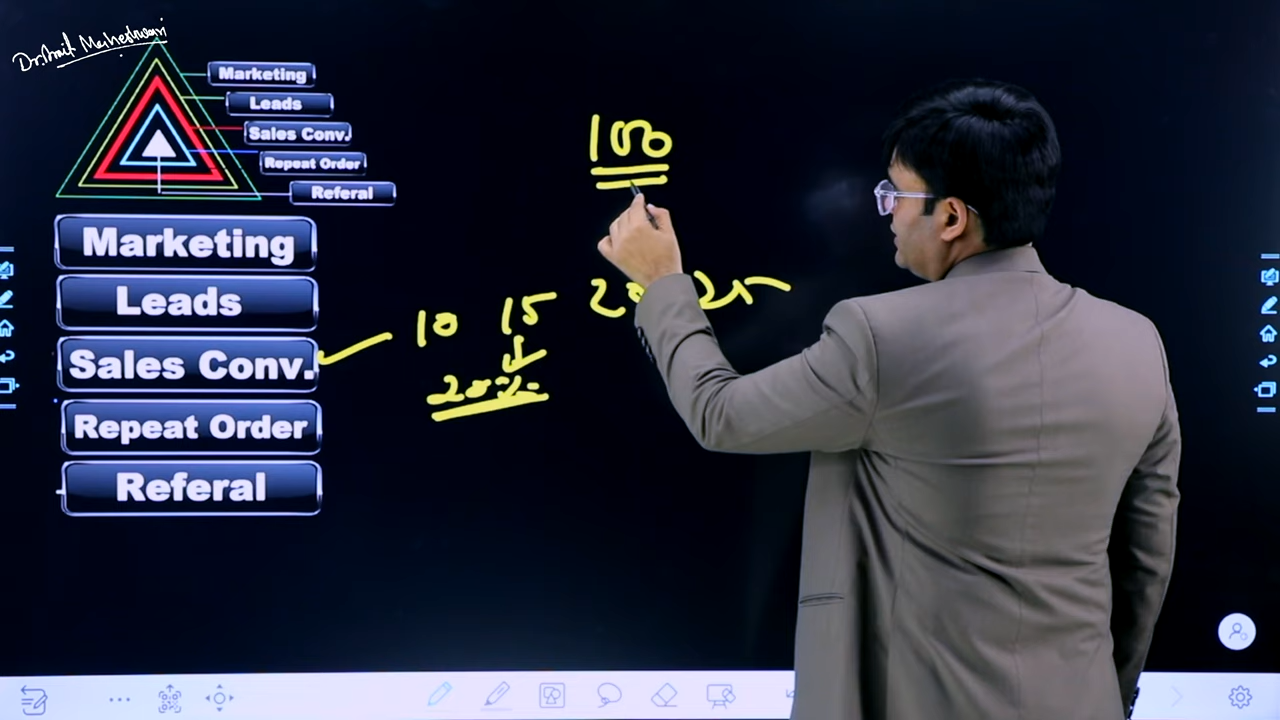 Dr. Amit Maheshwari
Marketing
Leads
Sales Conv.
Repeat Order
Referal
100
Marketing
Leads
Sales Conv.
Repeat Order
Referal
10 15 20 25
20%